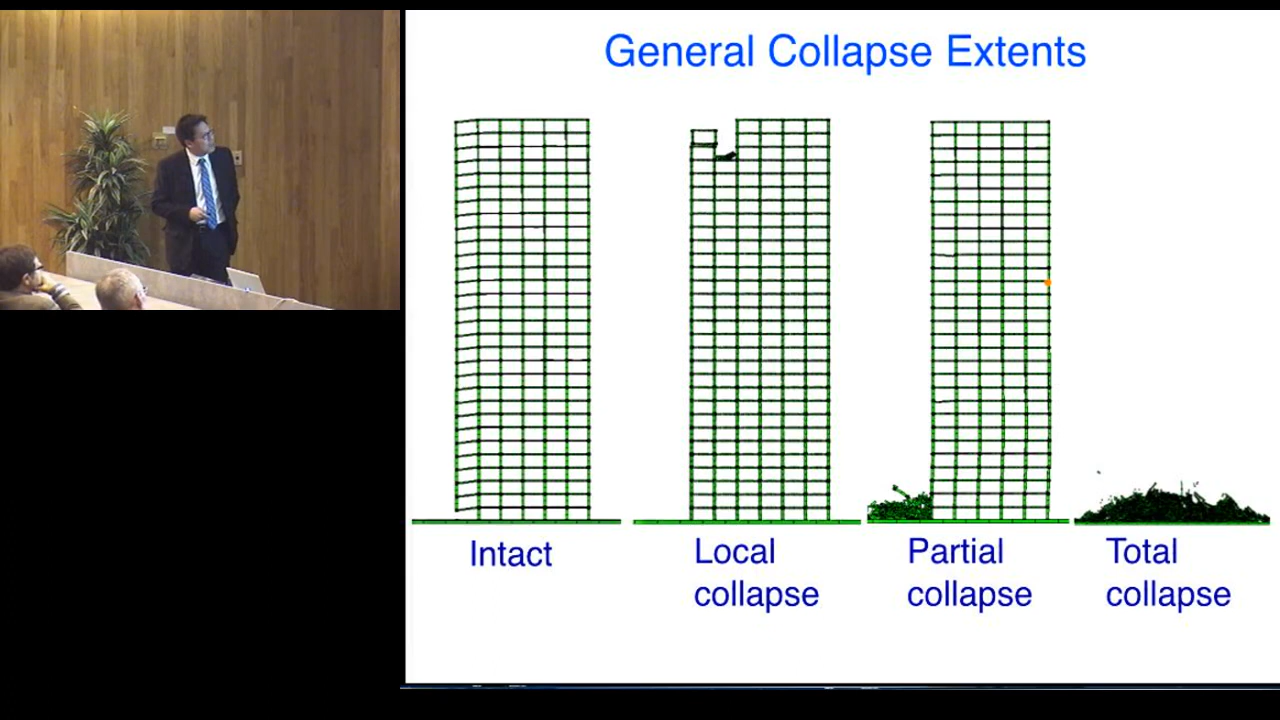 General Collapse Extents
Intact
Local
collapse
Partial
collapse
Total
collapse